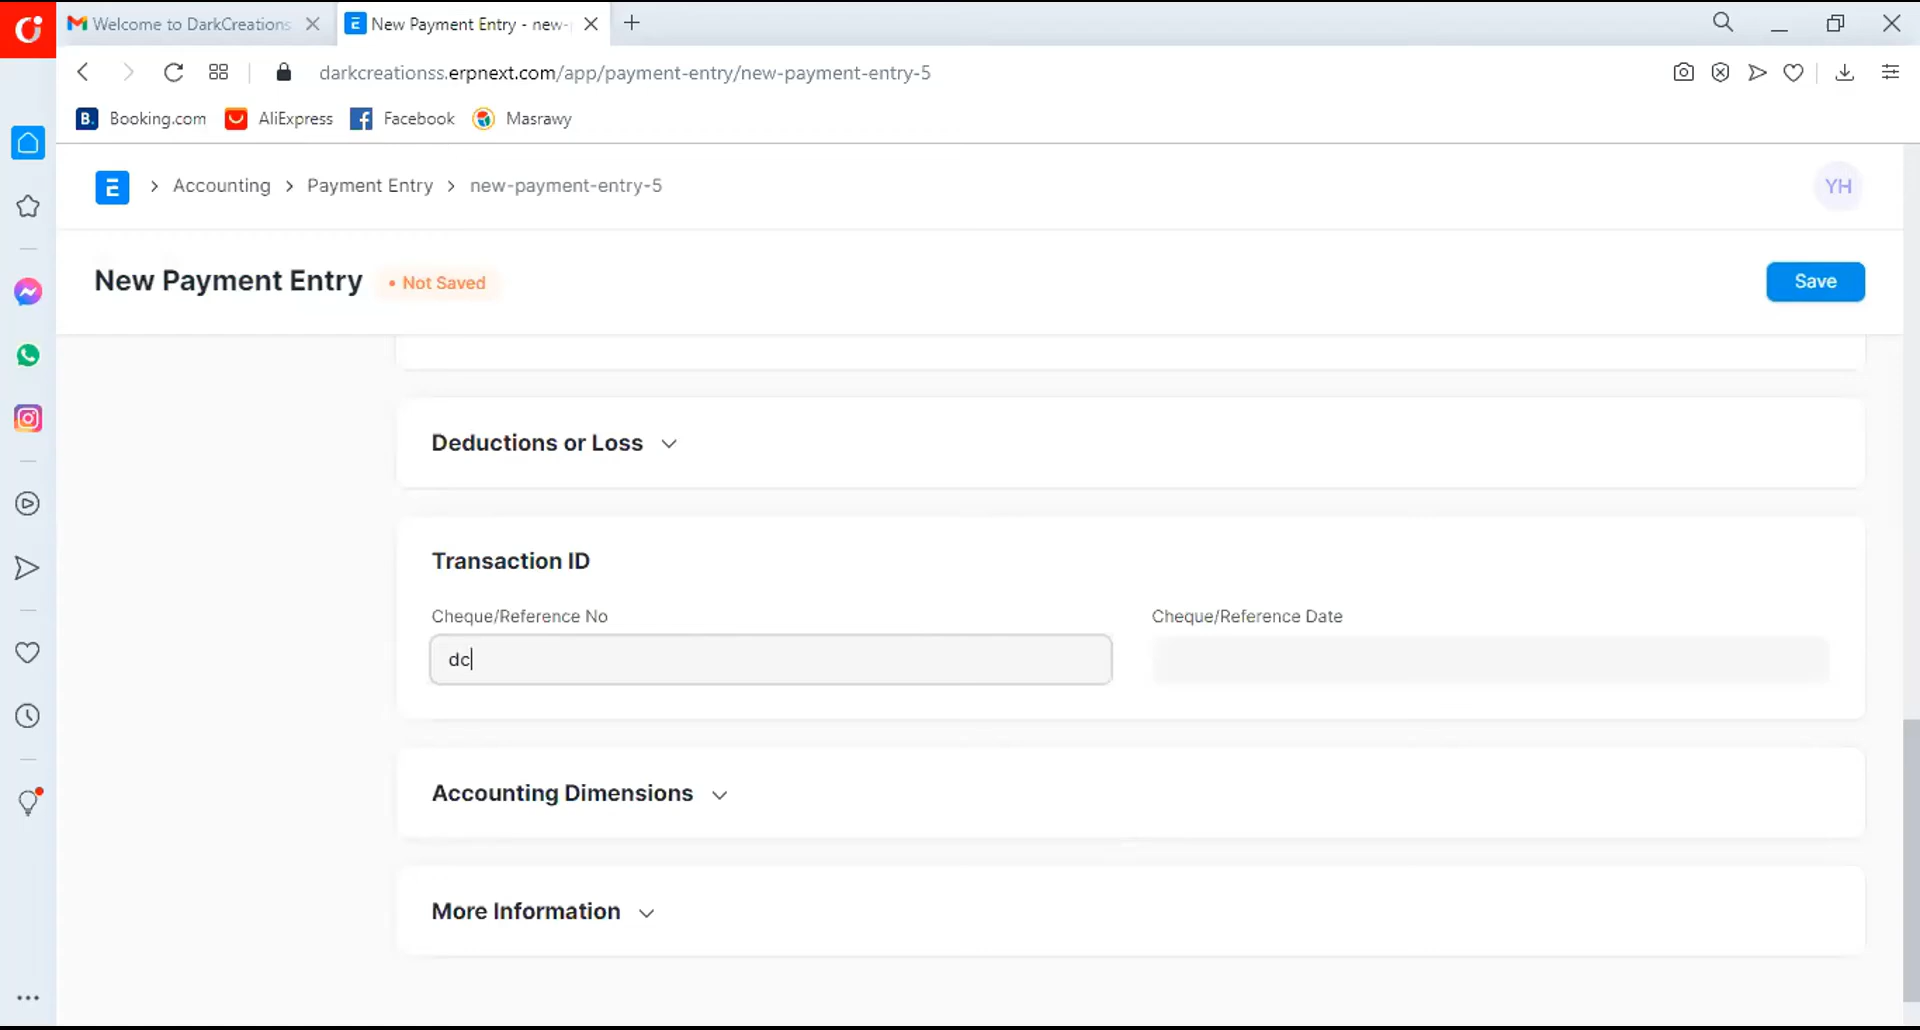 Welcome to DarkCreations
New Payment Entry - new-
darkcreationss.erpnext.com/app/payment-entry/new-payment-entry-5
B. Booking.com AliExpress Facebook Masrawy
E Accounting Payment Entry new-payment-entry-5
YH
New Payment Entry • Not Saved
Save
Deductions or Loss
Transaction ID
Cheque/Reference No
Cheque/Reference Date
dc
Accounting Dimensions
More Information